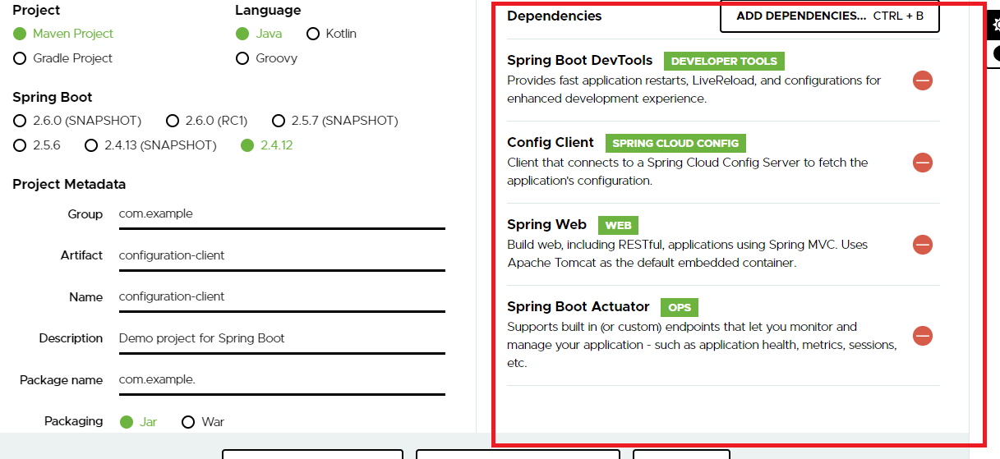 Project
Language
Maven Project
Java
Kotlin
Gradle Project
Groovy
Spring Boot
2.6.0 (SNAPSHOT)
2.6.0 (RC1)
2.5.7 (SNAPSHOT)
2.5.6
2.4.13 (SNAPSHOT)
2.4.12
Project Metadata
Group com.example
Artifact configuration-client
Name configuration-client
Description Demo project for Spring Boot
Package name com.example.
Packaging Jar War
Dependencies
ADD DEPENDENCIES... CTRL + B
Spring Boot DevTools DEVELOPER TOOLS
Provides fast application restarts, LiveReload, and configurations for
enhanced development experience.
Config Client SPRING CLOUD CONFIG
Client that connects to a Spring Cloud Config Server to fetch the
application's configuration.
Spring Web WEB
Build web, including RESTful, applications using Spring MVC. Uses
Apache Tomcat as the default embedded container.
Spring Boot Actuator OPS
Supports built in (or custom) endpoints that let you monitor and
manage your application - such as application health, metrics, sessions,
etc.